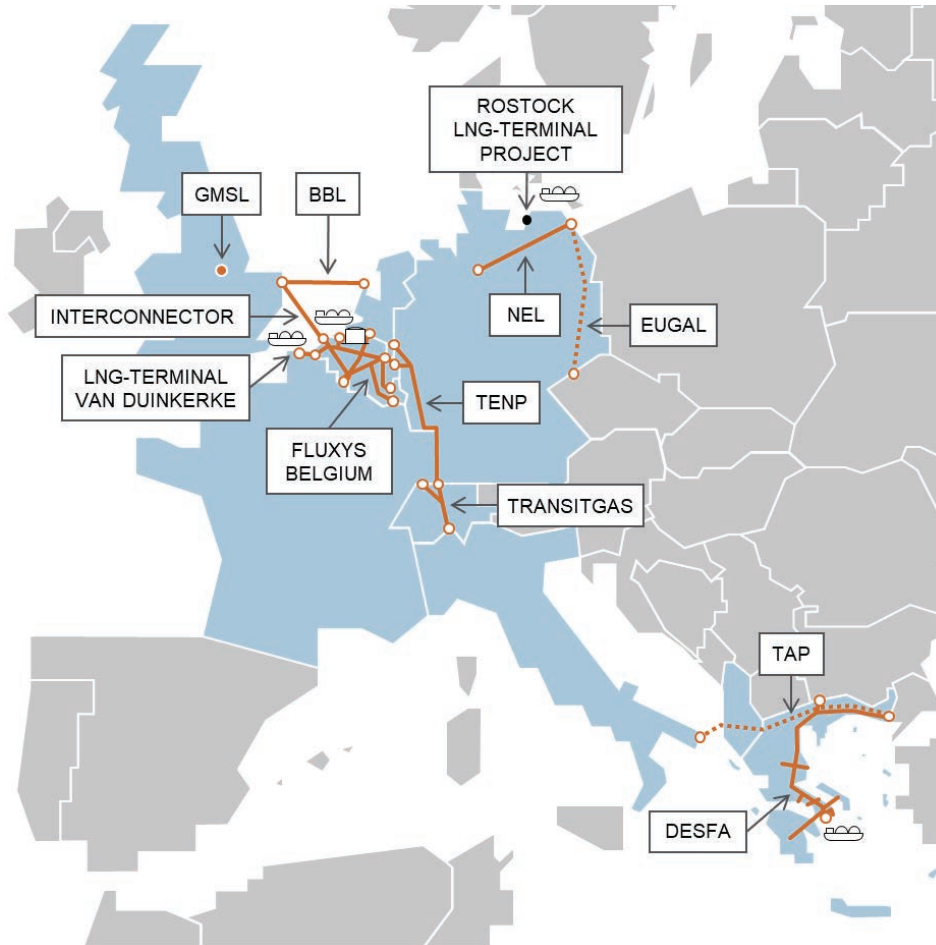 ROSTOCK
LNG-TERMINAL
PROJECT
GMSL
BBL
INTERCONNECTOR
NEL
EUGAL
LNG-TERMINAL
VAN DUINKERKE
TENP
FLUXYS
BELGIUM
TRANSITGAS
TAP
DESFA